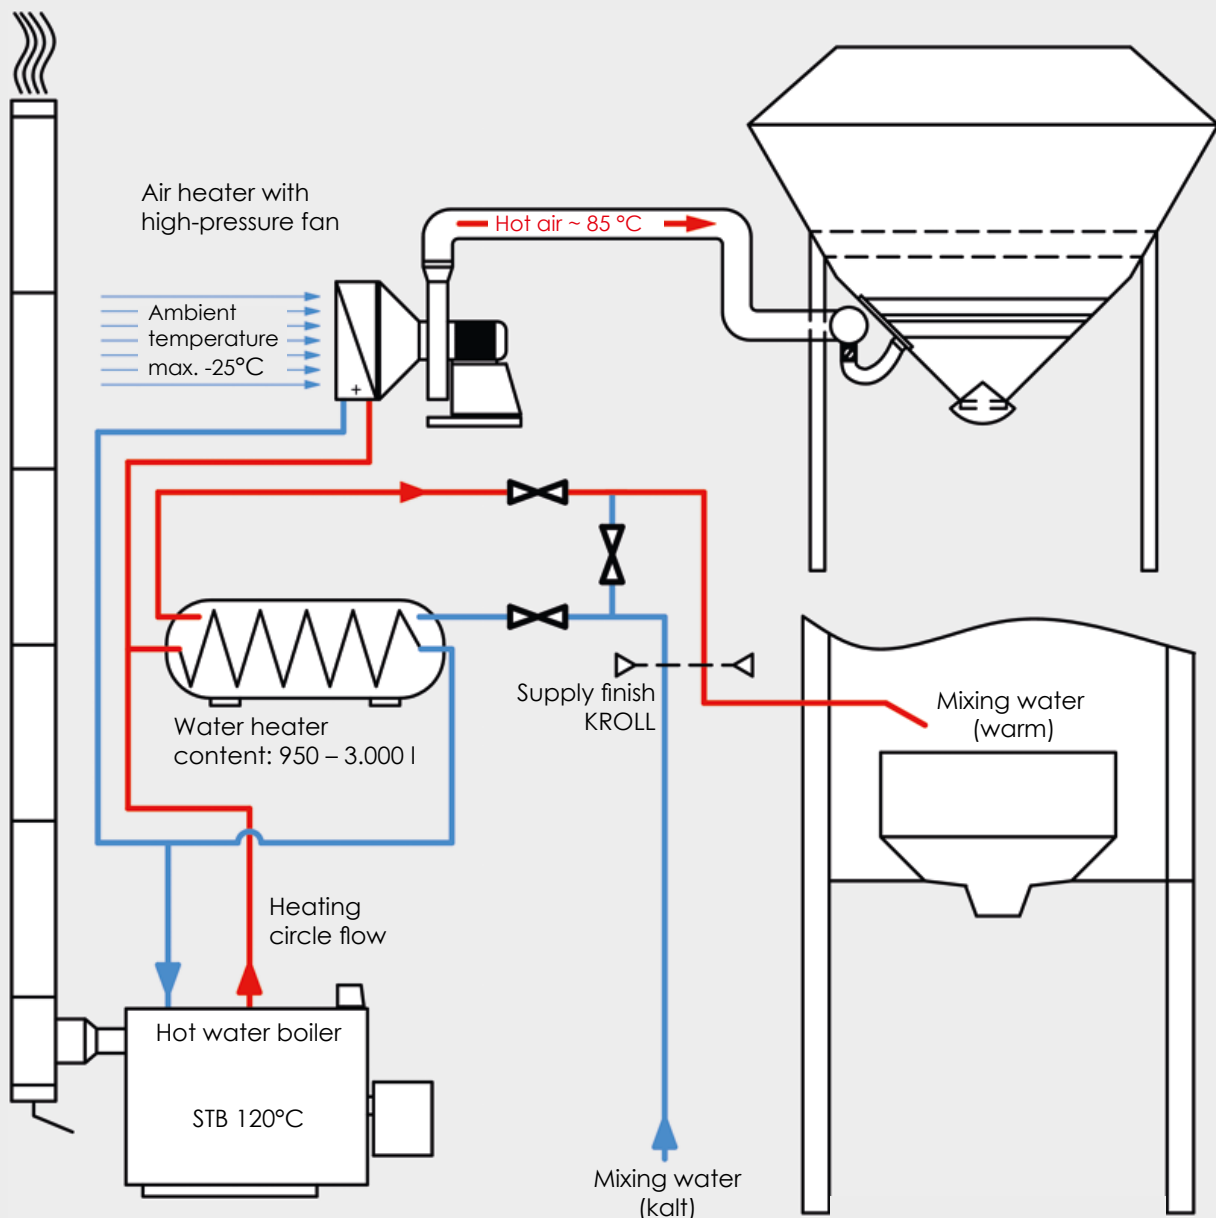 Air heater with
high-pressure fan
Hot air ~ 85 °C
Ambient
temperature
max. -25°C
+
Supply finish
KROLL
Mixing water
(warm)
Water heater
content: 950 – 3.000 l
Heating
circle flow
Hot water boiler
STB 120°C
Mixing water
(kalt)